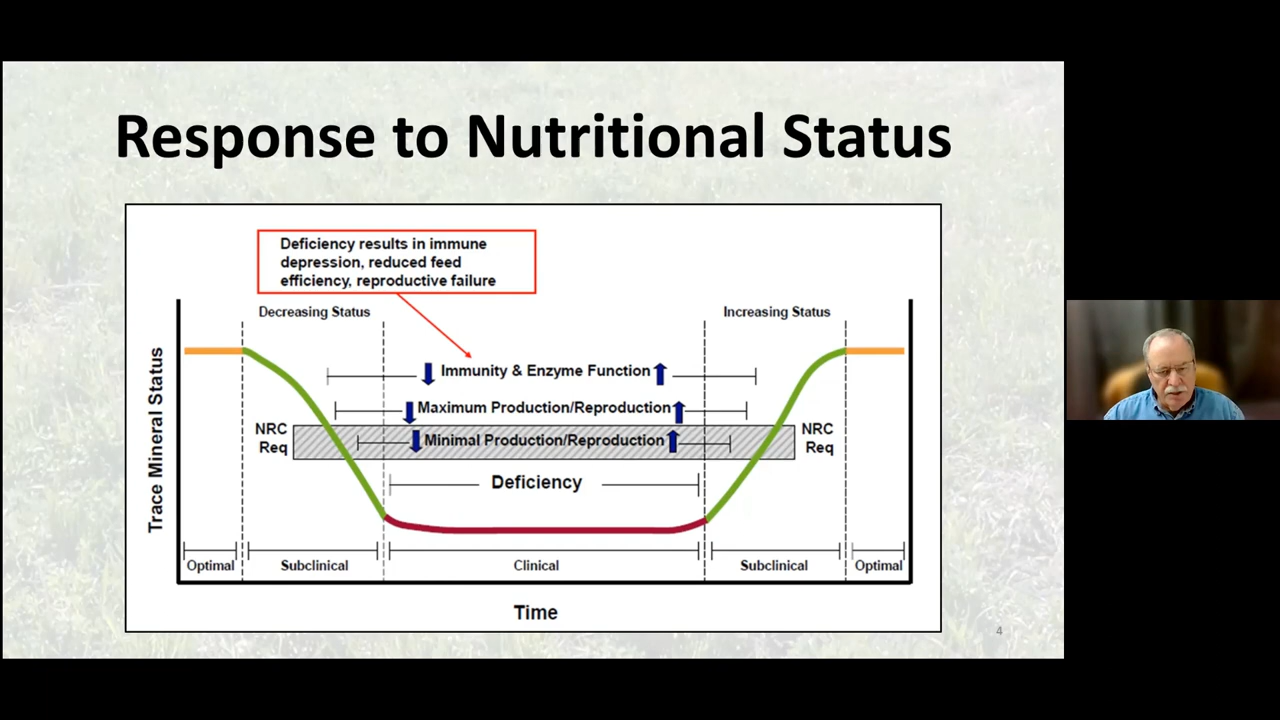 Response to Nutritional Status
Deficiency results in immune
depression, reduced feed
efficiency, reproductive failure
Decreasing Status
Increasing Status
Immunity & Enzyme Function
Maximum Production/Reproduction
NRC
Req
Minimal Production/Reproduction
NRC
Req
Deficiency
Trace Mineral Status
Optimal
Subclinical
Clinical
Subclinical
Optimal
Time
4